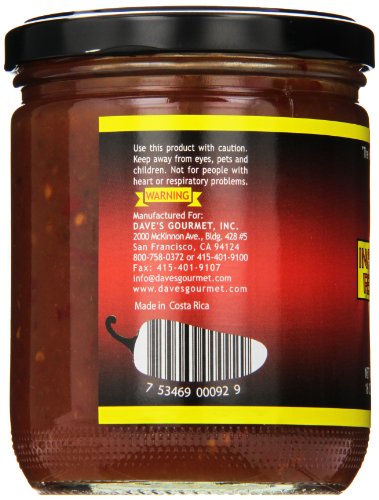 Use this product with caution.
Keep away from eyes, pets and
children. Not for people with
heart or respiratory problems.
WARNING
Manufactured For:
DAVE'S GOURMET, INC.
2000 McKinnon Ave., Bldg. 428 #5
San Francisco, CA 94124
800-758-0372 or 415-401-9100
Fax: 415-401-9107
info@davesgourmet.com
www.davesgourmet.com
Made in Costa Rica
7 53469 00092 9